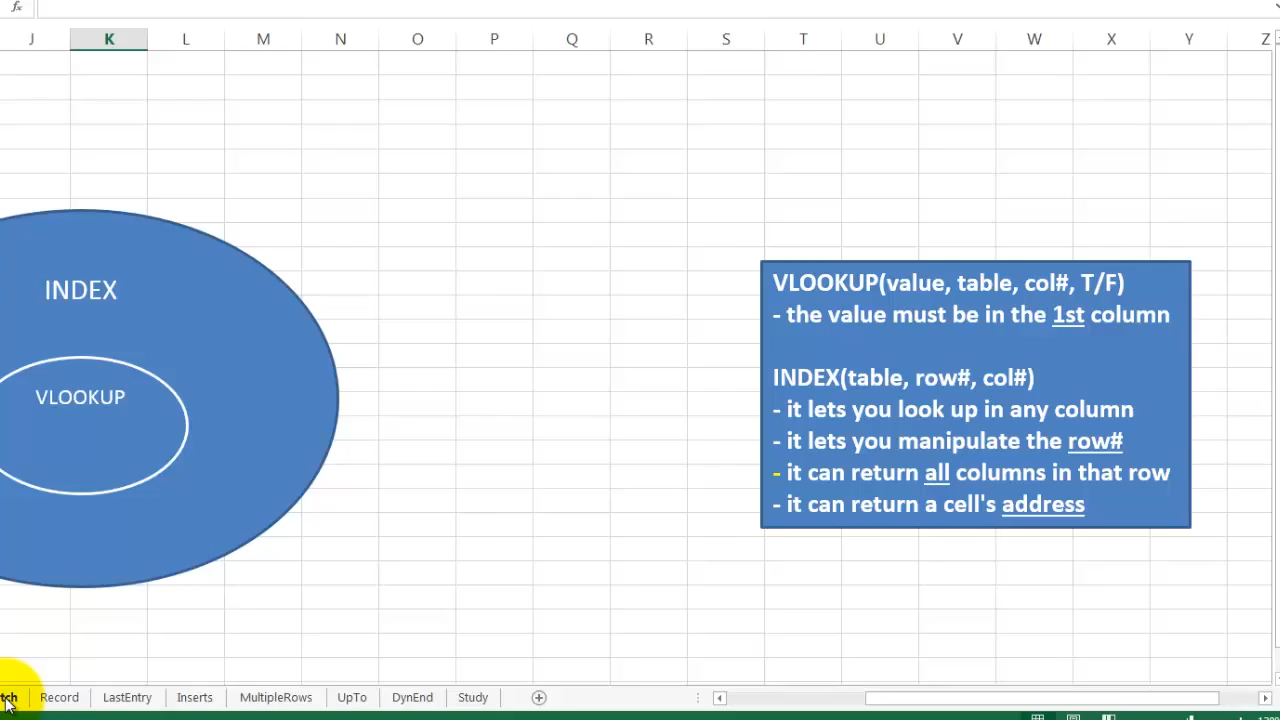 fx
J K L M N O P Q R S T U V W X Y Z
INDEX
VLOOKUP
VLOOKUP(value, table, col#, T/F)
- the value must be in the 1st column
INDEX(table, row#, col#)
- it lets you look up in any column
- it lets you manipulate the row#
- it can return all columns in that row
- it can return a cell's address
tch Record LastEntry Inserts MultipleRows UpTo DynEnd Study